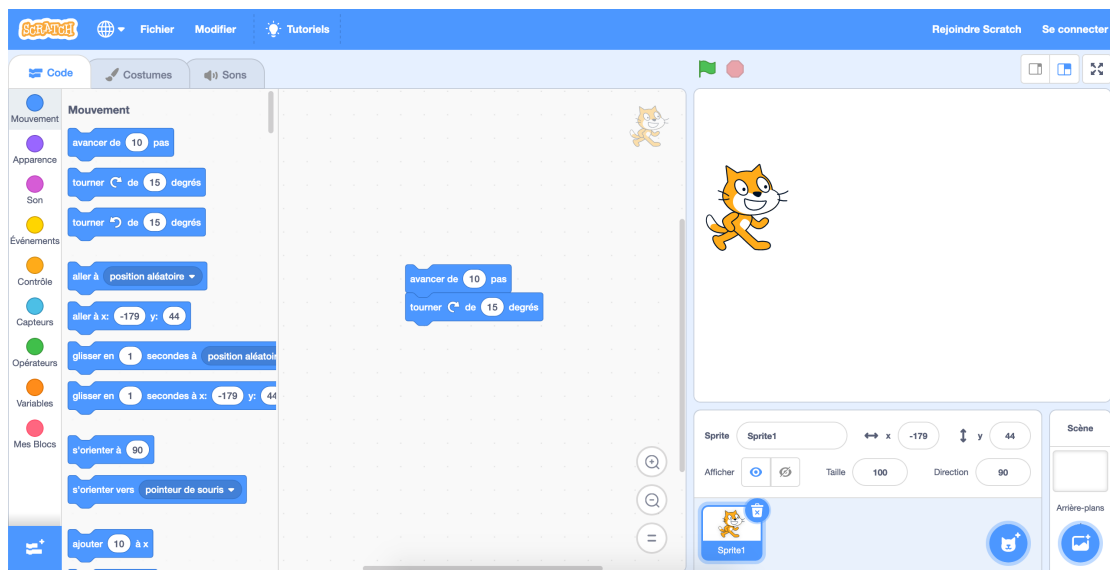 SCRATCH Fichier Modifier Tutoriels Rejoindre Scratch Se connecter
Code Costumes Sons
Mouvement
Apparence
Son
Événements
Contrôle
Capteurs
Opérateurs
Variables
Mes Blocs
Mouvement
avancer de 10 pas
tourner de 15 degrés
tourner de 15 degrés
aller à position aléatoire
aller à x: -179 y: 44
glisser en 1 secondes à position
glisser en 1 secondes à x: -179 y: 44
s'orienter à 90
s'orienter vers pointeur de souris
ajouter 10 à x
avancer de 10 pas
tourner de 15 degrés
Sprite Sprite1 x -179 y 44
Afficher Taille 100 Direction 90
Sprite1
Scène
Arrière-plans